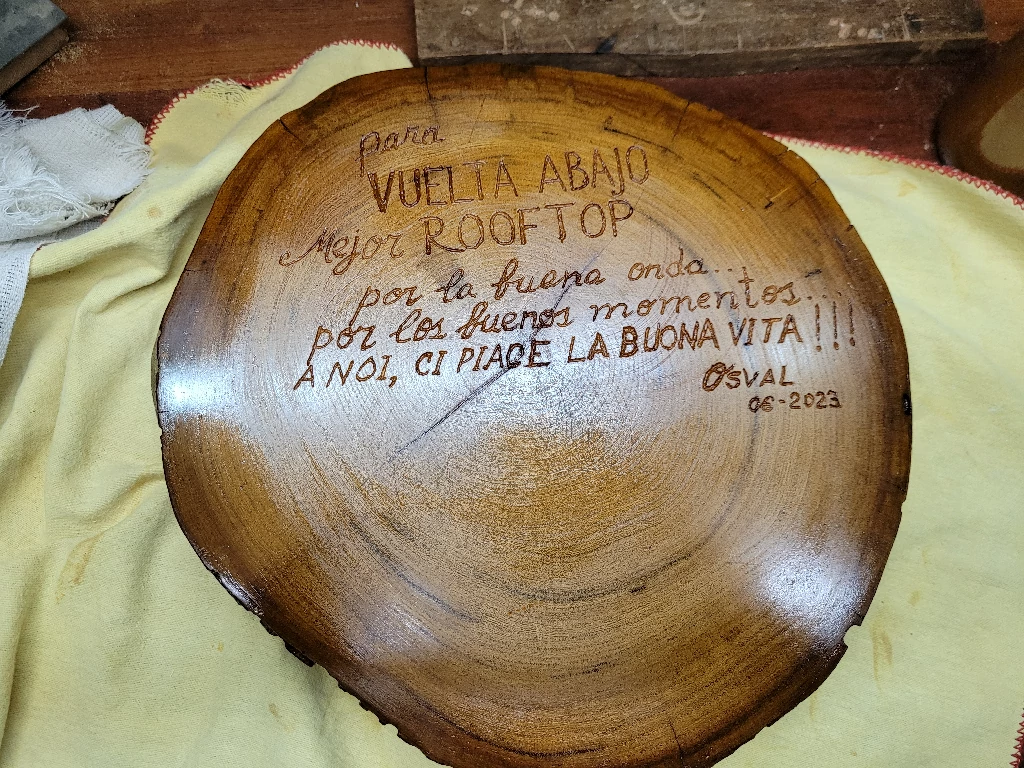 para
VUELTA ABAJO
Mejor ROOFTOP
por la buena onda...
por los buenos momentos...
A NOI, CI PIACE LA BUONA VITA!!!
OSVAL
06-2023